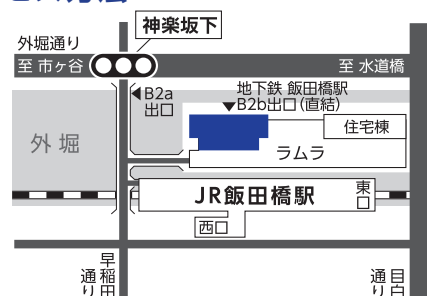 神楽坂下
外堀通り
至 市ヶ谷
至 水道橋
◀B2a
出口
地下鉄 飯田橋駅
▼B2b出口(直結)
住宅棟
外 堀
ラムラ
JR飯田橋駅
東口
西口
早稲田通り
目白通り